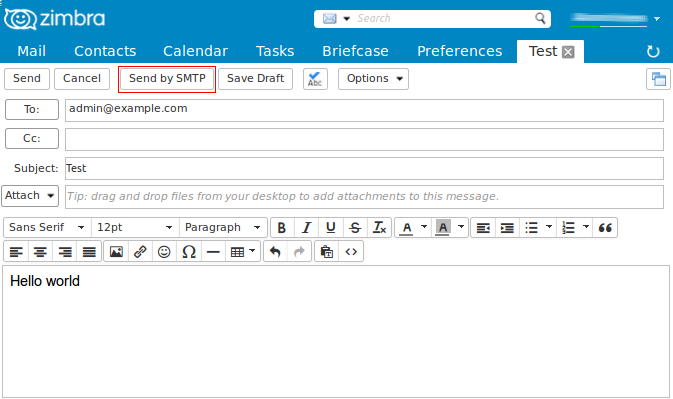 zimbra Search
Mail Contacts Calendar Tasks Briefcase Preferences Test
Send Cancel Send by SMTP Save Draft Abc Options
To: admin@example.com
Cc:
Subject: Test
Attach Tip: drag and drop files from your desktop to add attachments to this message.
Sans Serif 12pt Paragraph B I U S Tx A A
Hello world